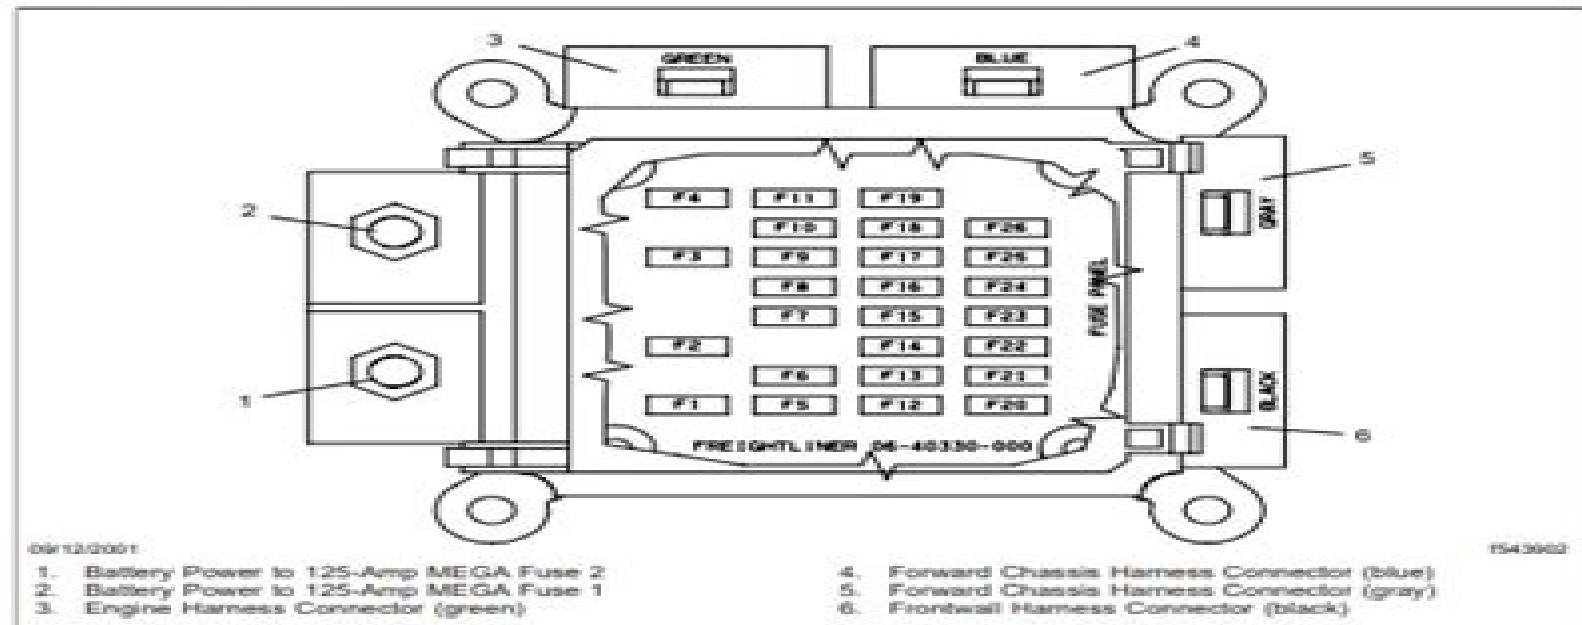 3
GREEN
BLUE
4
5
GRAY
2
F4 F11 F19
F10 F18 F26
F3 F9 F17 F25
F8 F16 F24
F7 F15 F23
F2 F14 F22
F6 F13 F21
F1 F5 F12 F20
FUSE PANEL
1
BLACK
6
FREIGHTLINER 06-40330-000
09/12/2001
f543902
1. Battery Power to 125-Amp MEGA Fuse 2
2. Battery Power to 125-Amp MEGA Fuse 1
3. Engine Harness Connector (green)
4. Forward Chassis Harness Connector (blue)
5. Forward Chassis Harness Connector (gray)
6. Frontwall Harness Connector (black)